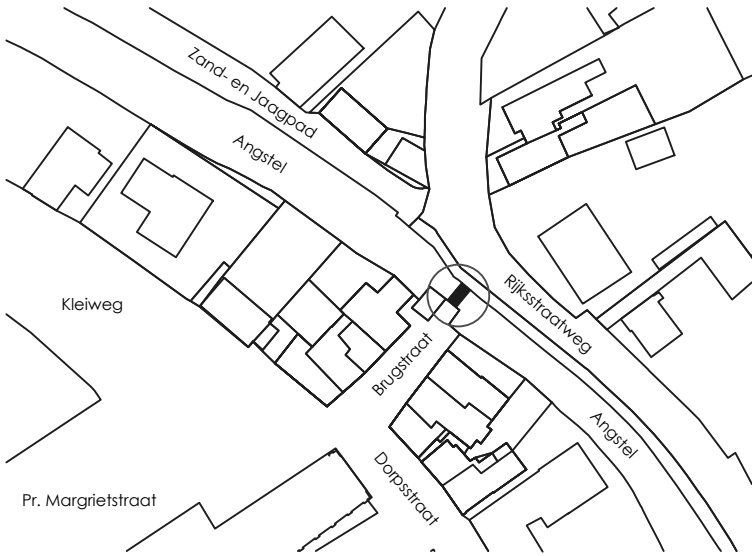 Zand- en Jaagpad
Angstel
Kleiweg
Rijksstraatweg
Brugstraat
Angstel
Dorpsstraat
Pr. Margrietstraat